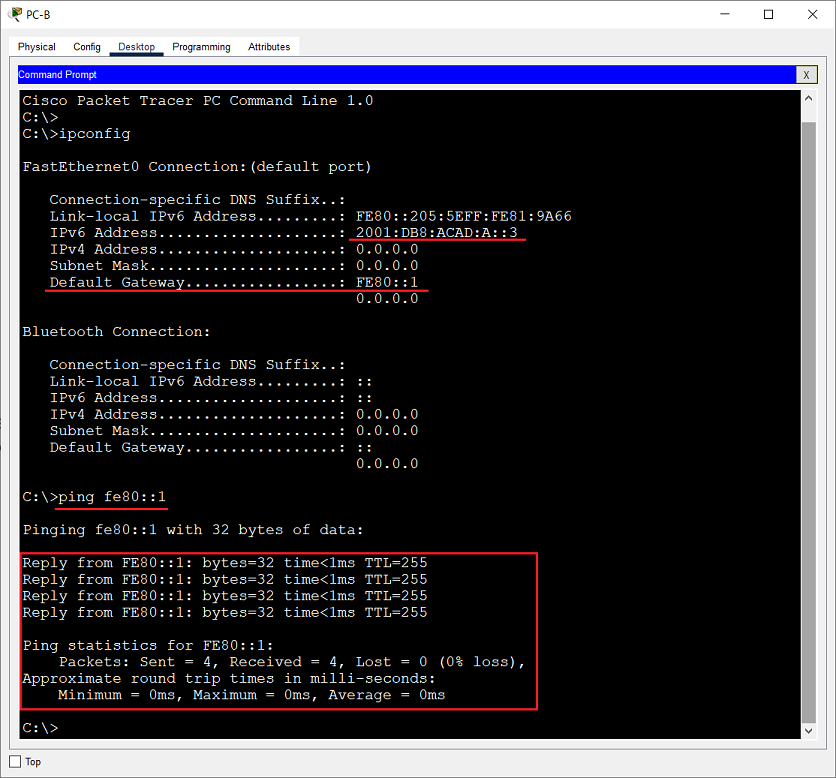 PC-B
Physical Config Desktop Programming Attributes
Command Prompt X
Cisco Packet Tracer PC Command Line 1.0
C:\>
C:\>ipconfig
FastEthernet0 Connection:(default port)
Connection-specific DNS Suffix..:
Link-local IPv6 Address.........: FE80::205:5EFF:FE81:9A66
IPv6 Address....................: 2001:DB8:ACAD:A::3
IPv4 Address....................: 0.0.0.0
Subnet Mask.....................: 0.0.0.0
Default Gateway.................: FE80::1
0.0.0.0
Bluetooth Connection:
Connection-specific DNS Suffix..:
Link-local IPv6 Address.........: ::
IPv6 Address....................: ::
IPv4 Address....................: 0.0.0.0
Subnet Mask.....................: 0.0.0.0
Default Gateway.................: ::
0.0.0.0
C:\>ping fe80::1
Pinging fe80::1 with 32 bytes of data:
Reply from FE80::1: bytes=32 time<1ms TTL=255
Reply from FE80::1: bytes=32 time<1ms TTL=255
Reply from FE80::1: bytes=32 time<1ms TTL=255
Reply from FE80::1: bytes=32 time<1ms TTL=255
Ping statistics for FE80::1:
Packets: Sent = 4, Received = 4, Lost = 0 (0% loss),
Approximate round trip times in milli-seconds:
Minimum = 0ms, Maximum = 0ms, Average = 0ms
C:\>
Top